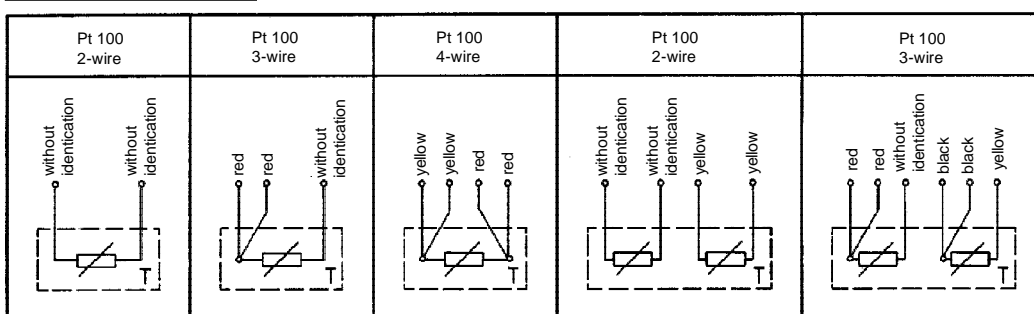 Pt 100
2-wire
Pt 100
3-wire
Pt 100
4-wire
Pt 100
2-wire
Pt 100
3-wire
without
identication
without
identication
T
red
red
without
identication
T
yellow
yellow
red
red
T
without
identication
without
identication
yellow
yellow
T
red
red
without
identication
black
black
yellow
T